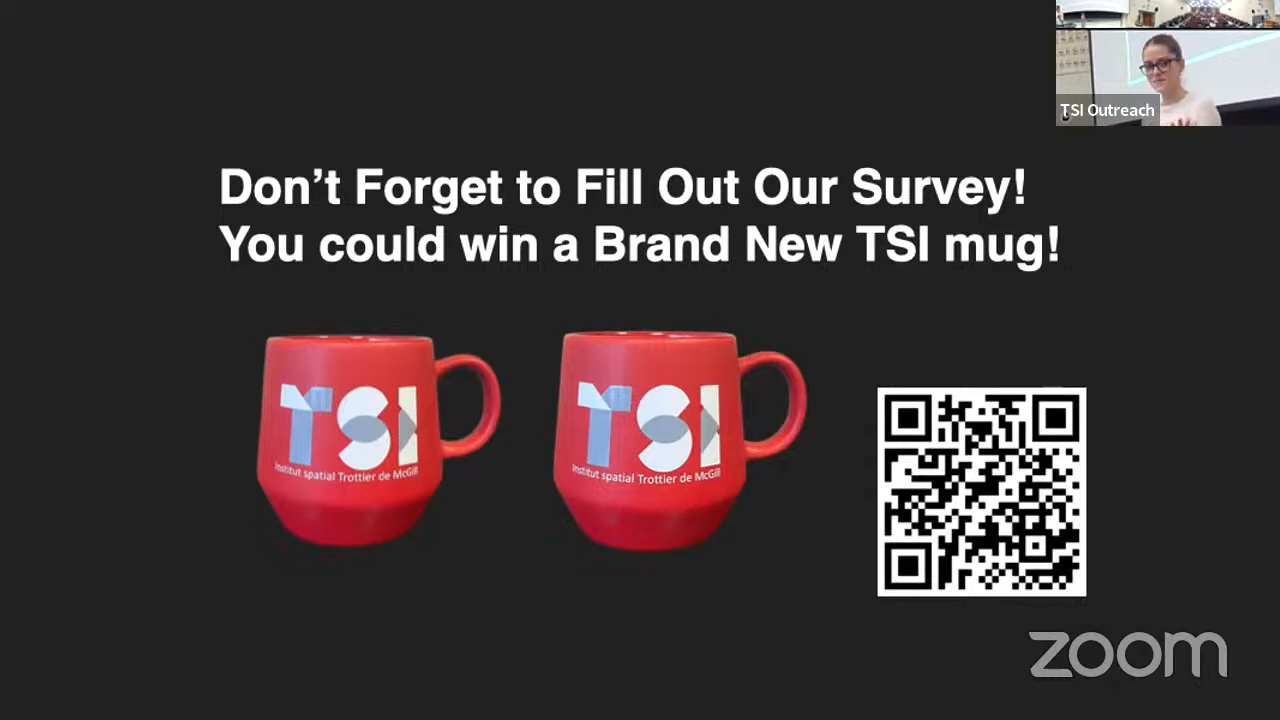 TSI Outreach
Don't Forget to Fill Out Our Survey!
You could win a Brand New TSI mug!
TSI
Institut spatial Trottier de McGill
TSI
Institut spatial Trottier de McGill
zoom